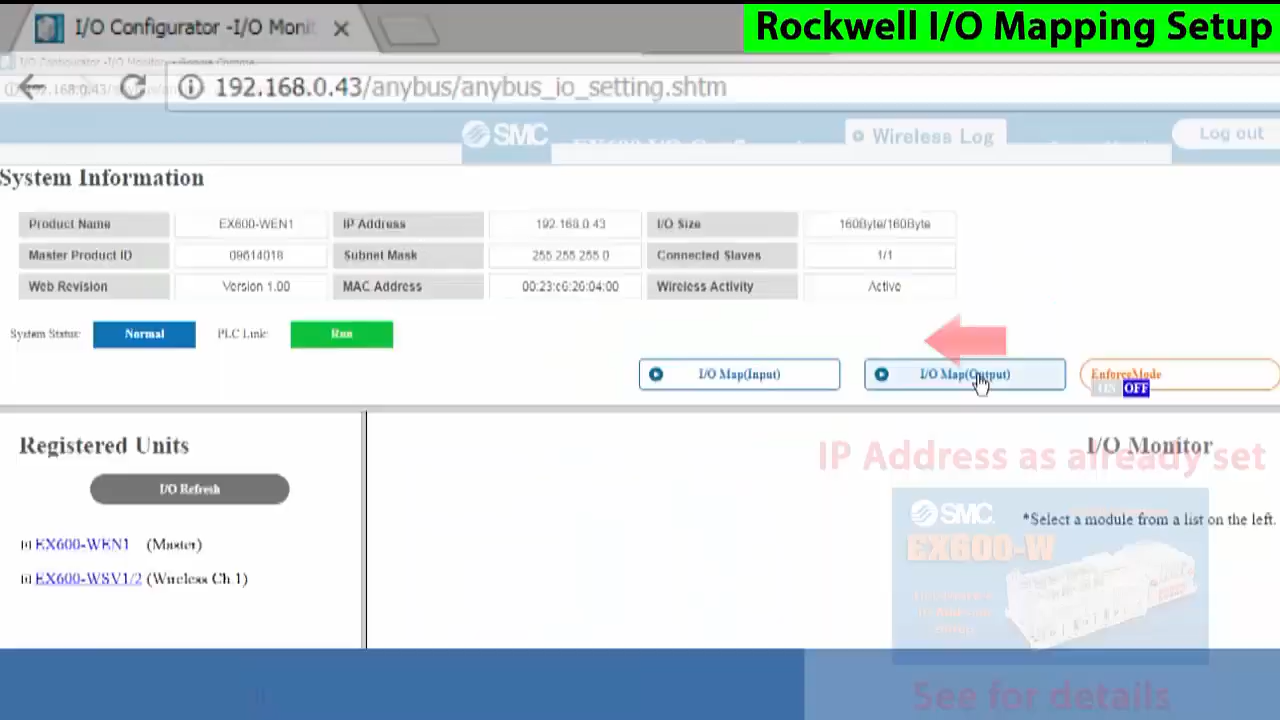 I/O Configurator -I/O Monit
Rockwell I/O Mapping Setup
192.168.0.43/anybus/anybus_io_setting.shtm
SMC
Wireless Log
Log out
System Information
Product Name EX600-WEN1 IP Address 192.168.0.43 I/O Size 160Byte/160Byte
Master Product ID 09614018 Subnet Mask 255.255.255.0 Connected Slaves 1/1
Web Revision Version 1.00 MAC Address 00:23:c6:26:04:00 Wireless Activity Active
System Status: Normal PLC Link: Run
I/O Map(Input) I/O Map(Output) EnforceMode
ON OFF
Registered Units
I/O Monitor
IP Address as already set
I/O Refresh
SMC.
*Select a module from a list on the left.
EX600-W
EX600-WEN1 (Master)
EX600-WSV1/2 (Wireless Ch.1)
See for details